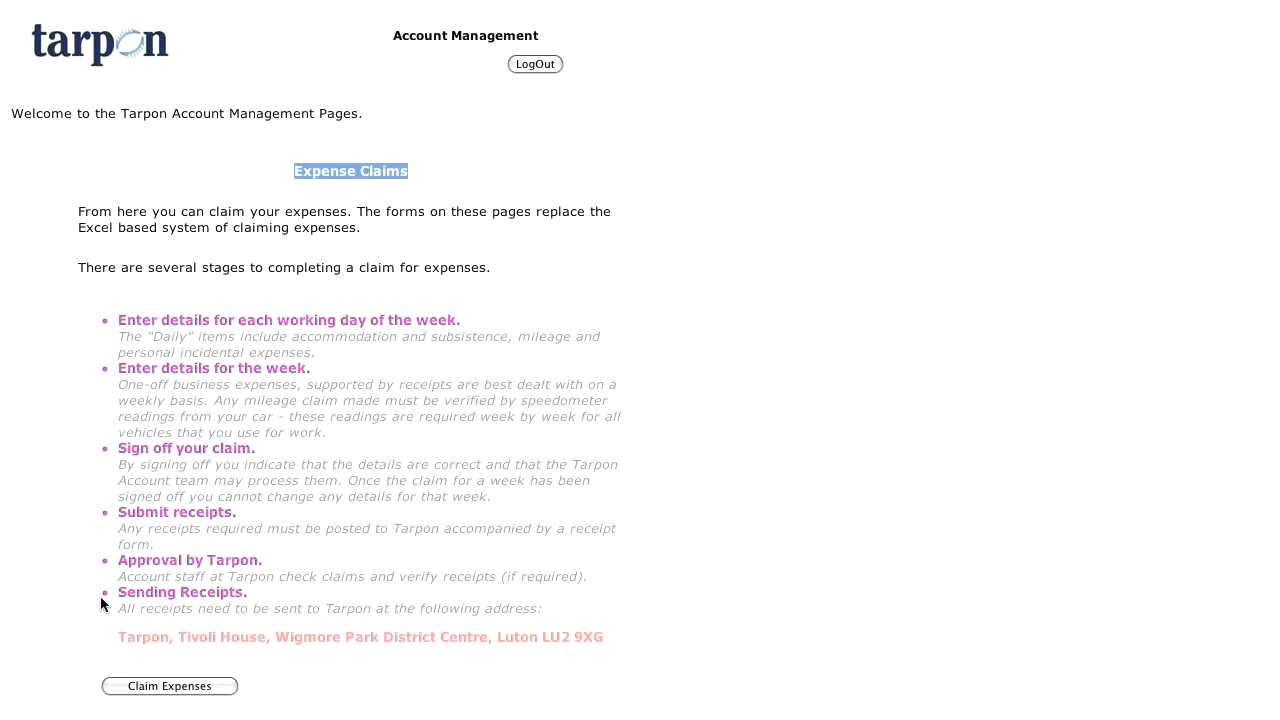 tarpon
Account Management
LogOut
Welcome to the Tarpon Account Management Pages.
Expense Claims
From here you can claim your expenses. The forms on these pages replace the
Excel based system of claiming expenses.
There are several stages to completing a claim for expenses.
• Enter details for each working day of the week.
The "Daily" items include accommodation and subsistence, mileage and
personal incidental expenses.
• Enter details for the week.
One-off business expenses, supported by receipts are best dealt with on a
weekly basis. Any mileage claim made must be verified by speedometer
readings from your car - these readings are required week by week for all
vehicles that you use for work.
• Sign off your claim.
By signing off you indicate that the details are correct and that the Tarpon
Account team may process them. Once the claim for a week has been
signed off you cannot change any details for that week.
• Submit receipts.
Any receipts required must be posted to Tarpon accompanied by a receipt
form.
• Approval by Tarpon.
Account staff at Tarpon check claims and verify receipts (if required).
• Sending Receipts.
All receipts need to be sent to Tarpon at the following address:
Tarpon, Tivoli House, Wigmore Park District Centre, Luton LU2 9XG
Claim Expenses